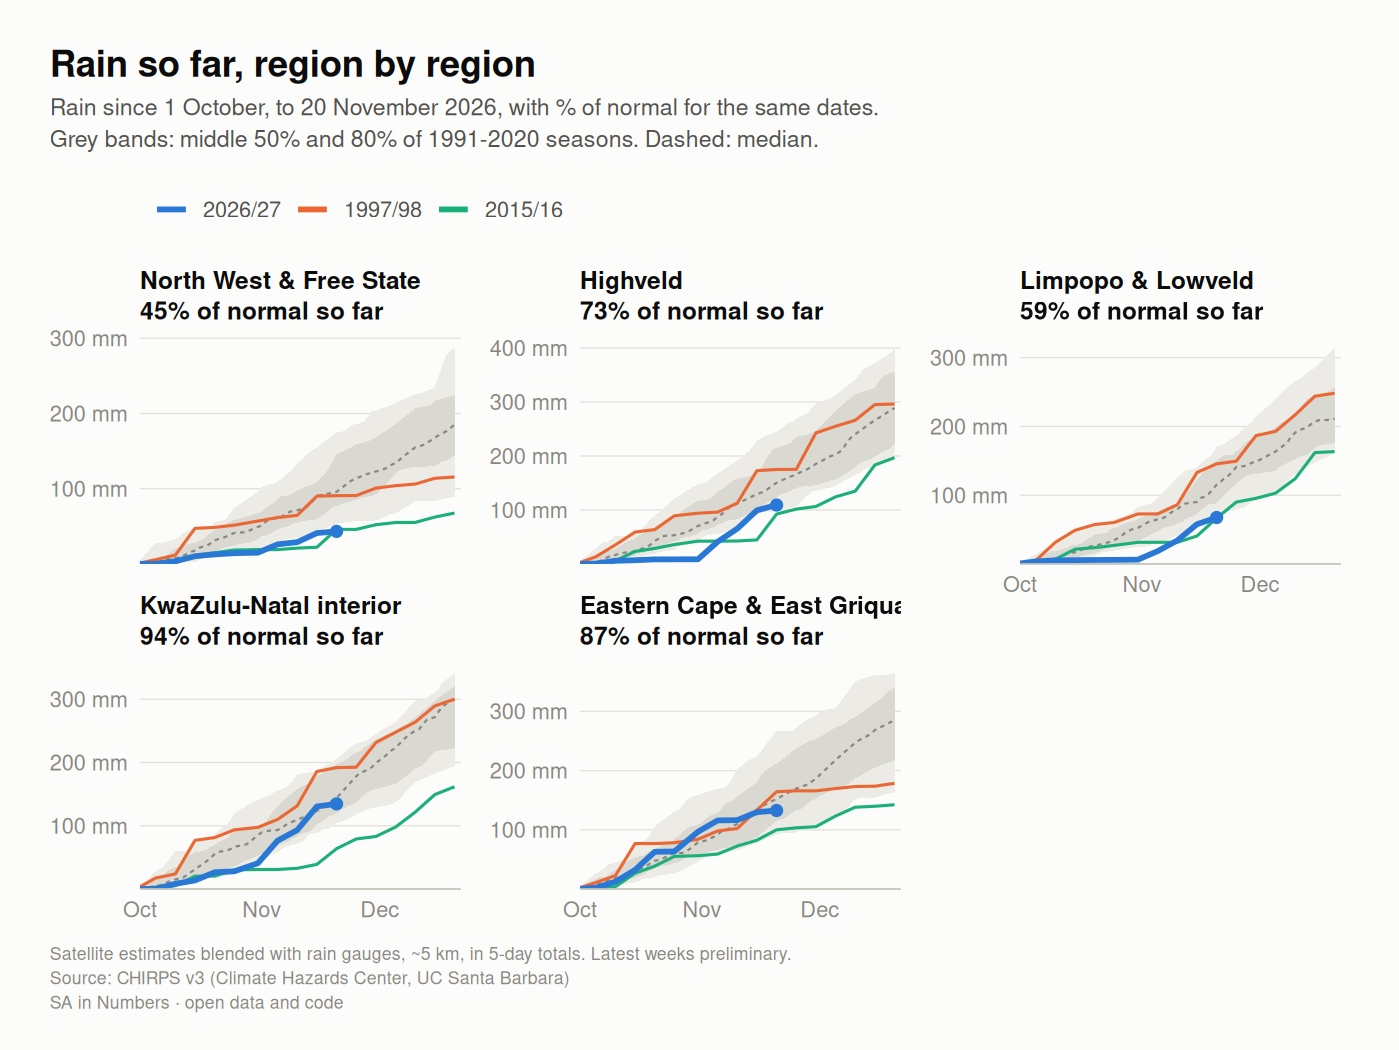 Rain so far, region by region
Rain since 1 October, to 20 November 2026, with % of normal for the same dates.
Grey bands: middle 50% and 80% of 1991-2020 seasons. Dashed: median.
2026/27 1997/98 2015/16
North West & Free State
45% of normal so far
300 mm
200 mm
100 mm
Highveld
73% of normal so far
400 mm
300 mm
200 mm
100 mm
Limpopo & Lowveld
59% of normal so far
300 mm
200 mm
100 mm
Oct Nov Dec
KwaZulu-Natal interior
94% of normal so far
300 mm
200 mm
100 mm
Oct Nov Dec
Eastern Cape & East Griqua
87% of normal so far
300 mm
200 mm
100 mm
Oct Nov Dec
Satellite estimates blended with rain gauges, ~5 km, in 5-day totals. Latest weeks preliminary.
Source: CHIRPS v3 (Climate Hazards Center, UC Santa Barbara)
SA in Numbers · open data and code